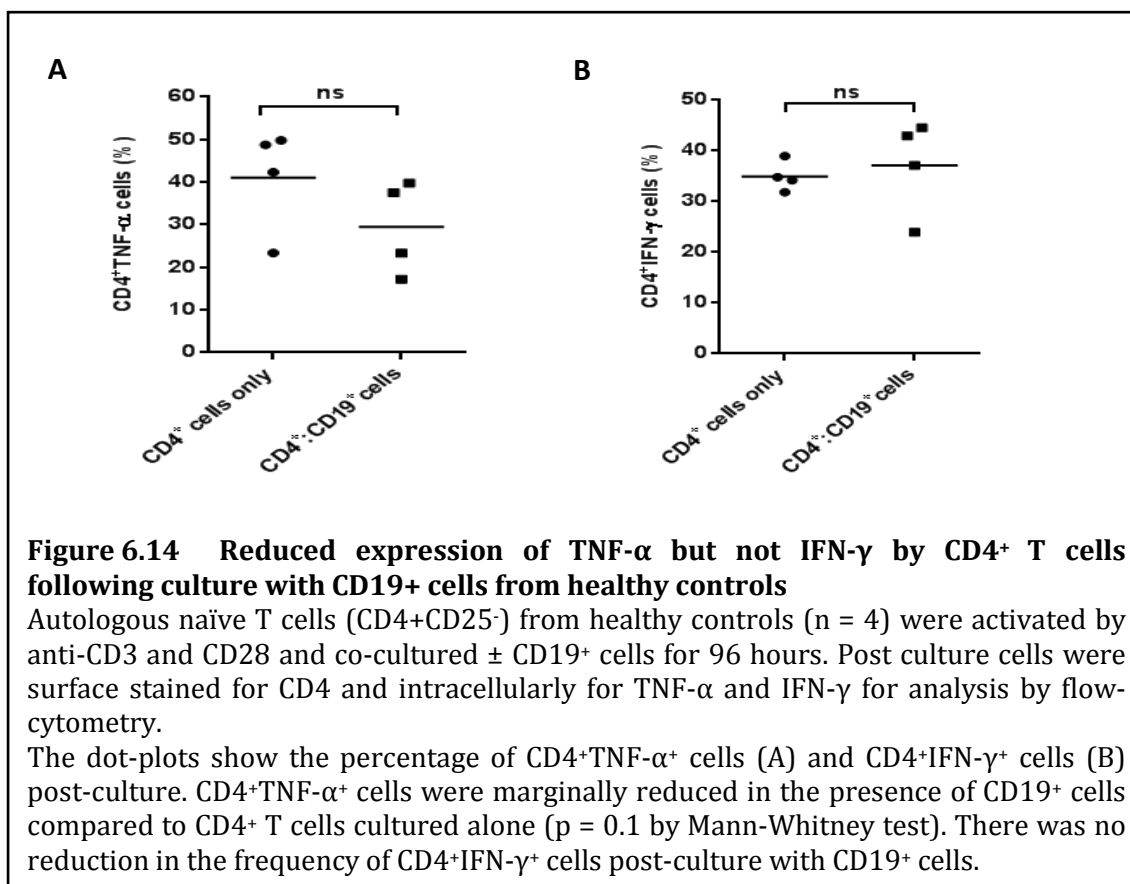 A
B
ns
ns
60
50
40
30
20
10
0
CD4+TNF-α cells (%)
CD4+ cells only
CD4+:CD19+ cells
50
40
30
20
10
0
CD4+IFN-γ cells (%)
CD4+ cells only
CD4+:CD19+ cells
Figure 6.14 Reduced expression of TNF-α but not IFN-γ by CD4+ T cells
following culture with CD19+ cells from healthy controls
Autologous naïve T cells (CD4+CD25-) from healthy controls (n = 4) were activated by
anti-CD3 and CD28 and co-cultured ± CD19+ cells for 96 hours. Post culture cells were
surface stained for CD4 and intracellularly for TNF-α and IFN-γ for analysis by flow-
cytometry.
The dot-plots show the percentage of CD4+TNF-α+ cells (A) and CD4+IFN-γ+ cells (B)
post-culture. CD4+TNF-α+ cells were marginally reduced in the presence of CD19+ cells
compared to CD4+ T cells cultured alone (p = 0.1 by Mann-Whitney test). There was no
reduction in the frequency of CD4+IFN-γ+ cells post-culture with CD19+ cells.